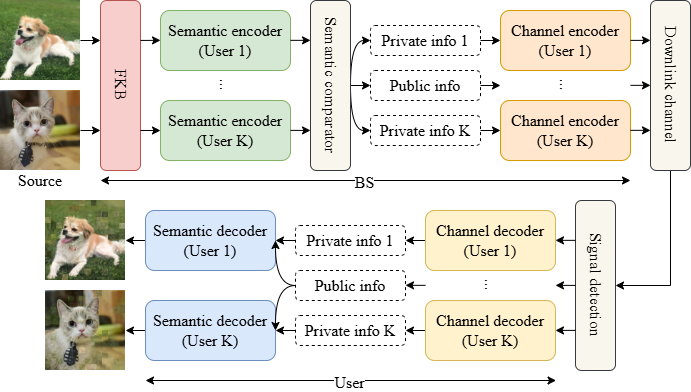 Source
FKB
Semantic encoder
(User 1)
⋮
Semantic encoder
(User K)
Semantic comparator
Private info 1
Public info
Private info K
Channel encoder
(User 1)
⋮
Channel encoder
(User K)
Downlink channel
BS
Semantic decoder
(User 1)
Semantic decoder
(User K)
Private info 1
Public info
Private info K
Channel decoder
(User 1)
⋮
Channel decoder
(User K)
Signal detection
User